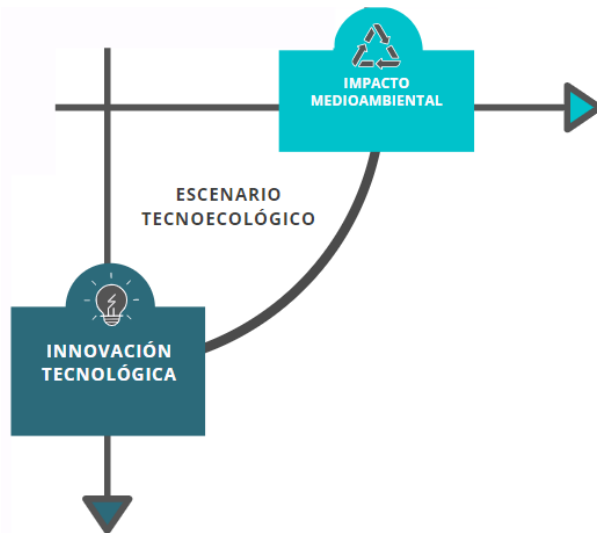 IMPACTO
MEDIOAMBIENTAL
ESCENARIO
TECNOECOLÓGICO
INNOVACIÓN
TECNOLÓGICA